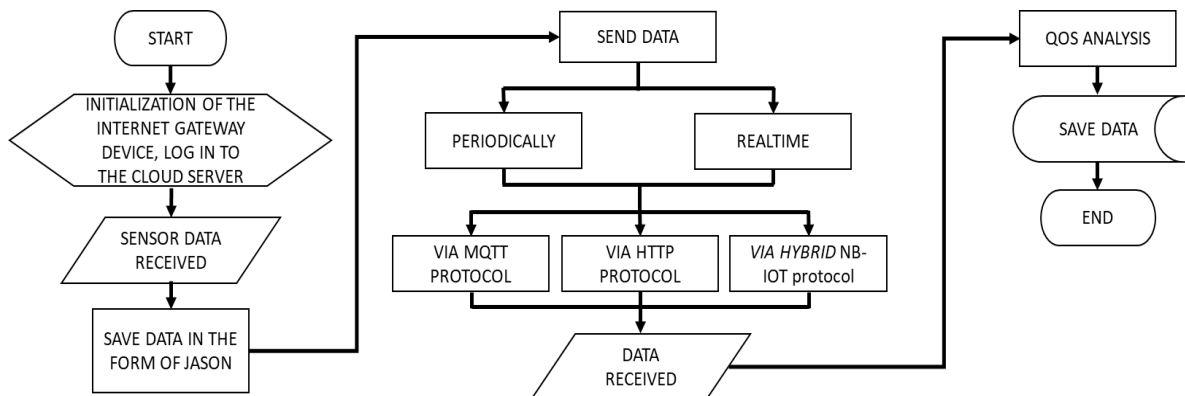 START
INITIALIZATION OF THE
INTERNET GATEWAY
DEVICE, LOG IN TO
THE CLOUD SERVER
SENSOR DATA
RECEIVED
SAVE DATA IN THE
FORM OF JASON
SEND DATA
PERIODICALLY
REALTIME
VIA MQTT
PROTOCOL
VIA HTTP
PROTOCOL
VIA HYBRID NB-
IOT protocol
DATA
RECEIVED
QOS ANALYSIS
SAVE DATA
END